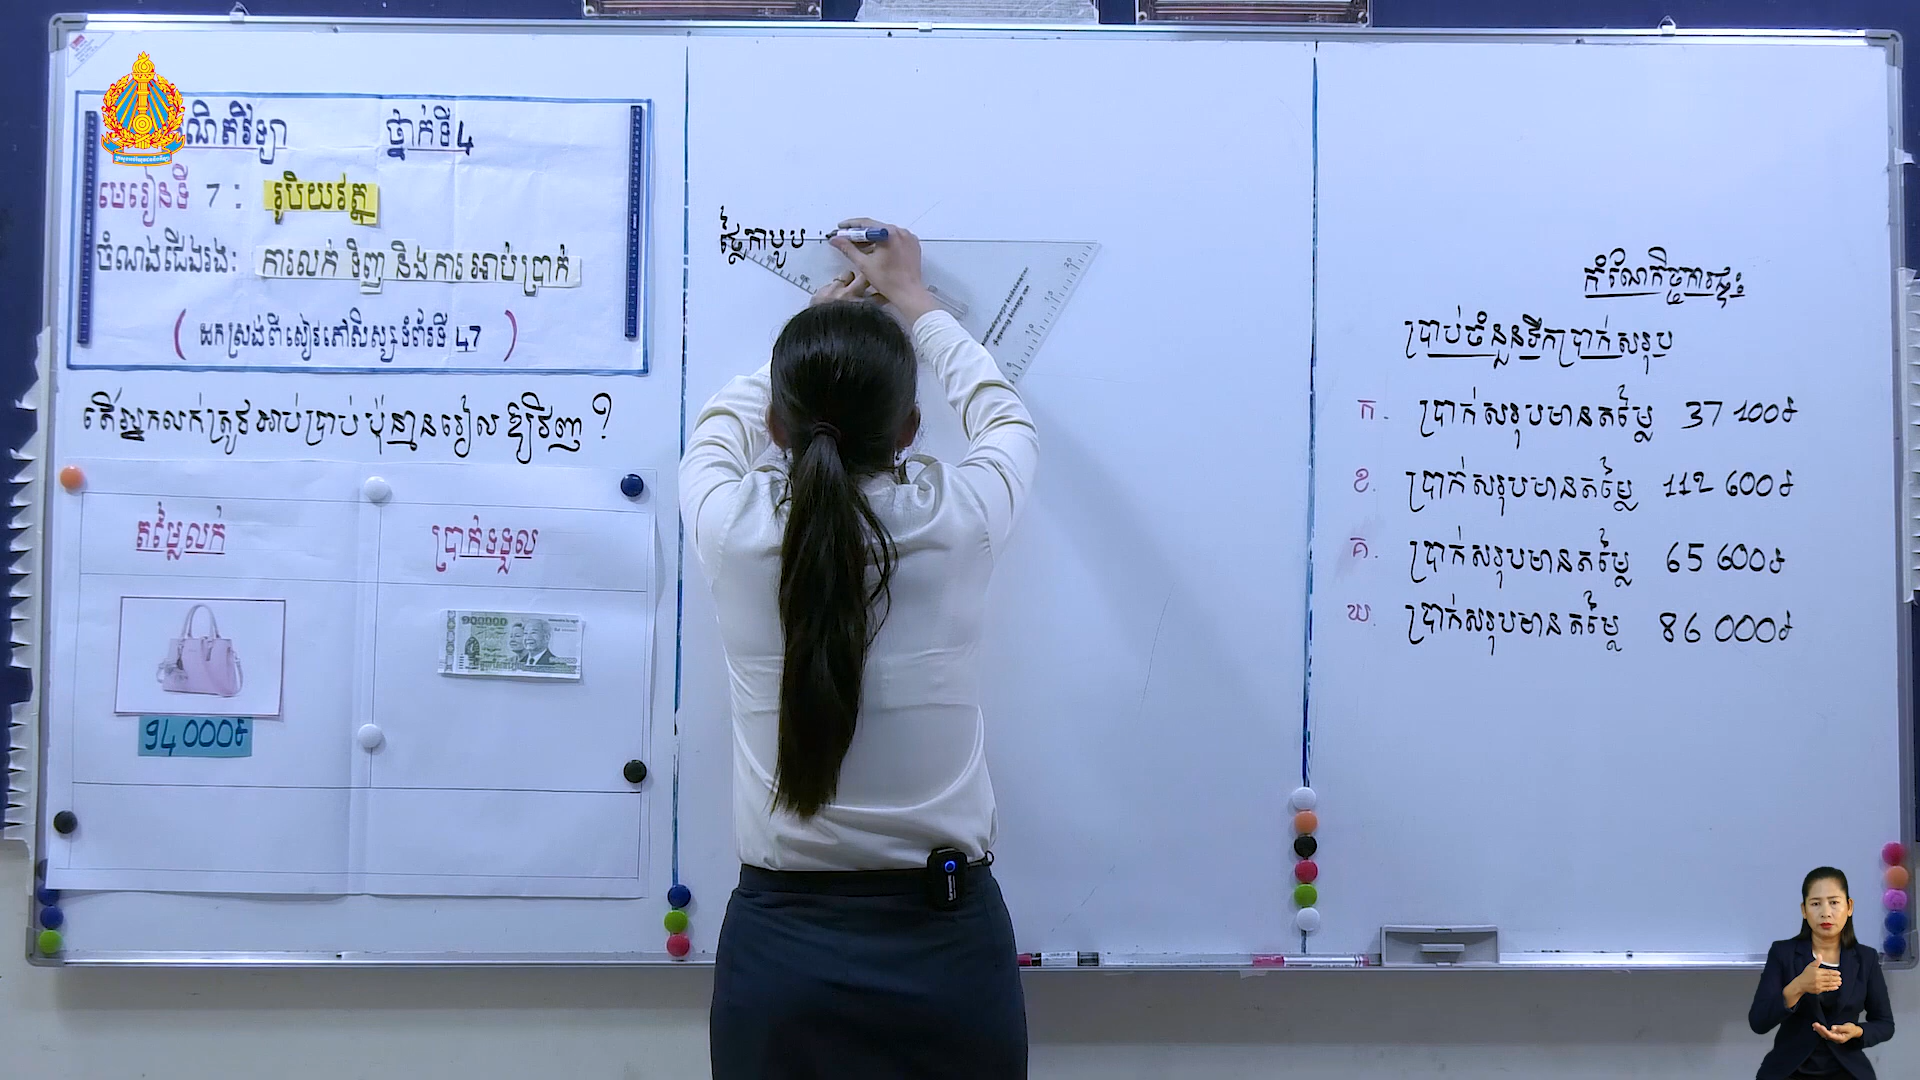 គណិតវិទ្យា ថ្នាក់ទី4
មេរៀនទី 7 : រូបិយវត្ថុ
ចំណងជើងរង: ការលក់ ទិញ និងការអាប់ប្រាក់
( ដកស្រង់ពីសៀវភៅសិស្សទំព័រទី 47 )
តើអ្នកលក់ត្រូវអាប់ប្រាប់ប៉ុន្មានរៀលឱ្យវិញ ?
តម្លៃលក់ ប្រាក់ទទួល
94 000៛
ថ្លៃកាបូប :
កំណែកិច្ចការផ្ទះ
ប្រាប់ចំនួនទឹកប្រាក់សរុប
ក. ប្រាក់សរុបមានតម្លៃ 37 100៛
ខ. ប្រាក់សរុបមានតម្លៃ 112 600៛
គ. ប្រាក់សរុបមានតម្លៃ 65 600៛
ឃ. ប្រាក់សរុបមានតម្លៃ 86 000៛